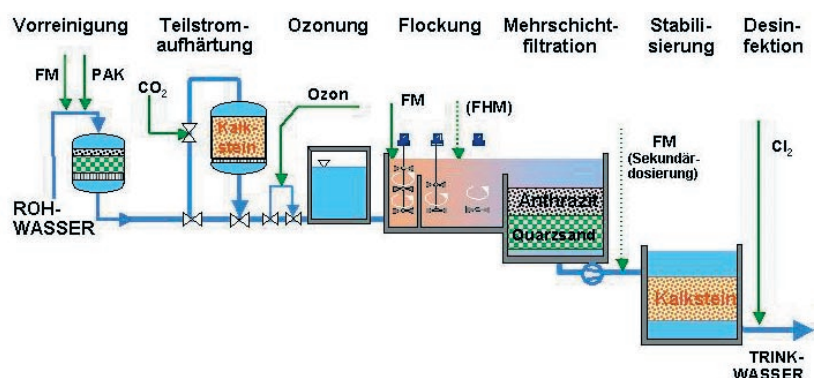 Vorreinigung
Teilstrom-
aufhärtung
Ozonung
Flockung
Mehrschicht-
filtration
Stabili-
sierung
Desin-
fektion
FM
PAK
CO2
Kalk
stein
Ozon
FM
(FHM)
FM
(Sekundär-
dosierung)
Cl2
ROH-
WASSER
Anthrazit
Quarzsand
Kalkstein
TRINK-
WASSER